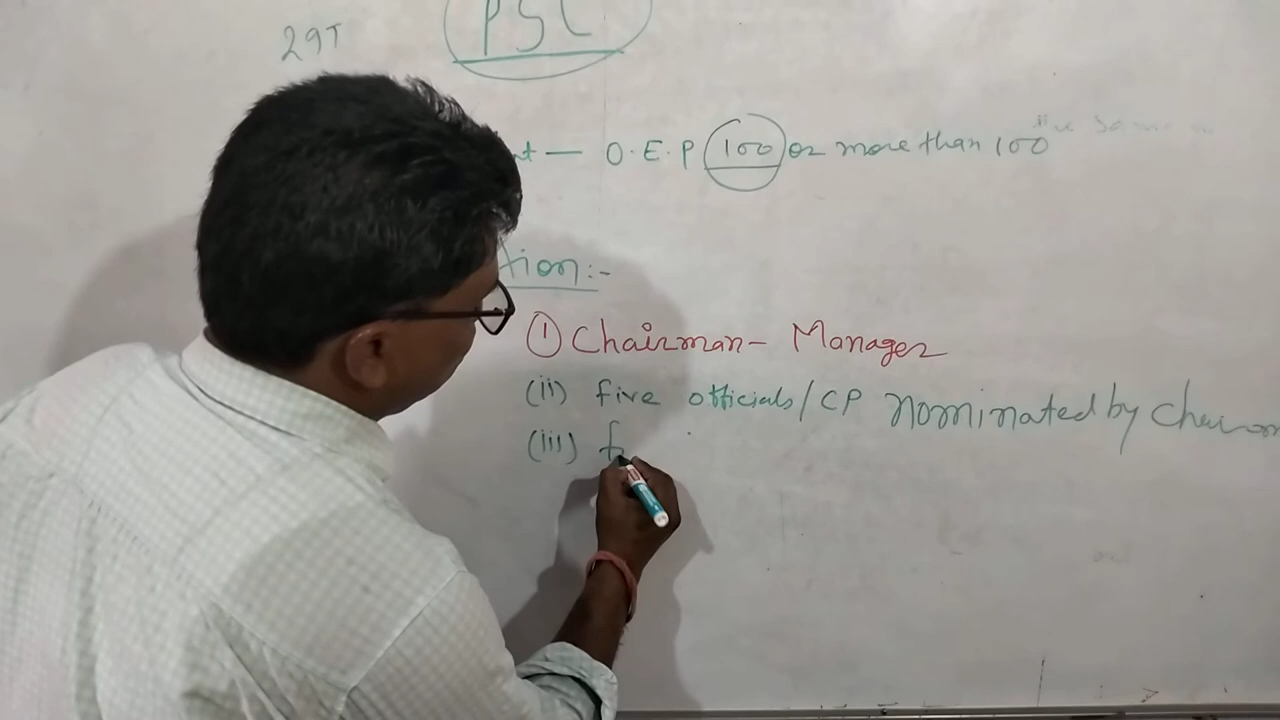 PSC
29T
nt — O.E.P 100 or more than 100
tion:-
① Chairman - Manager
(ii) five officials/CP nominated by Chairm
(iii) f